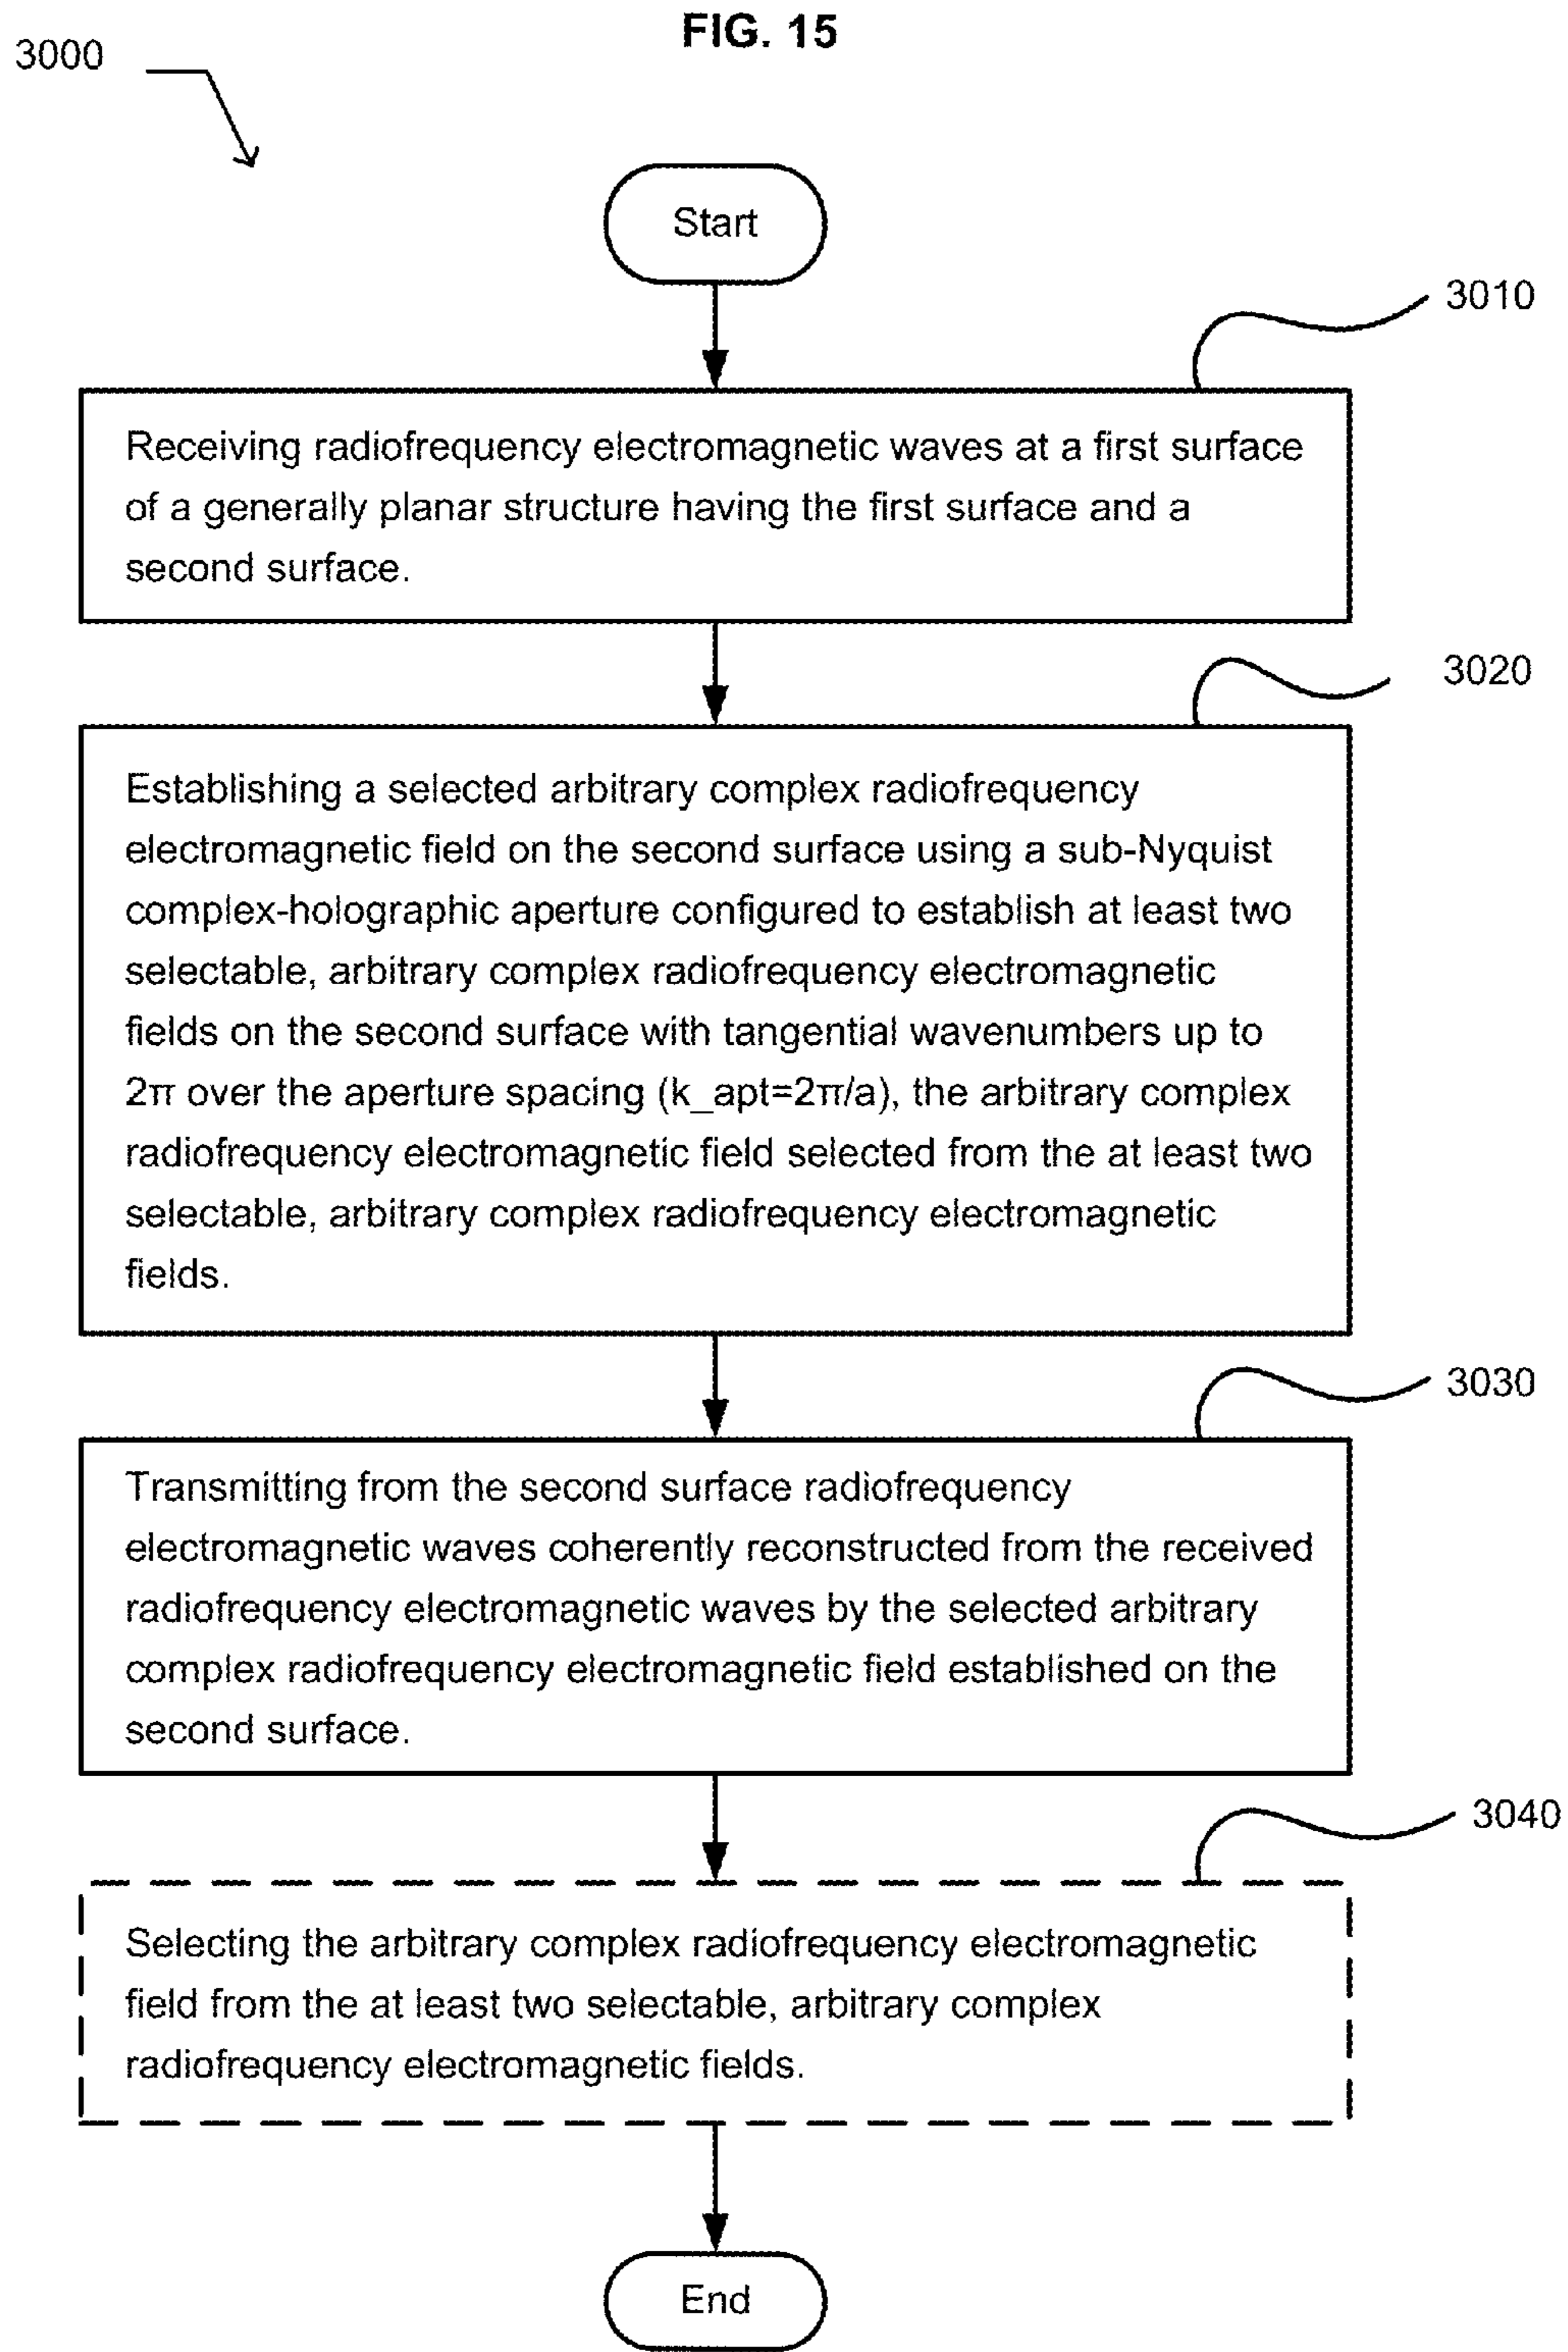 FIG. 15
3000
Start
3010
Receiving radiofrequency electromagnetic waves at a first surface
of a generally planar structure having the first surface and a
second surface.
3020
Establishing a selected arbitrary complex radiofrequency
electromagnetic field on the second surface using a sub-Nyquist
complex-holographic aperture configured to establish at least two
selectable, arbitrary complex radiofrequency electromagnetic
fields on the second surface with tangential wavenumbers up to
2π over the aperture spacing (k_apt=2π/a), the arbitrary complex
radiofrequency electromagnetic field selected from the at least two
selectable, arbitrary complex radiofrequency electromagnetic
fields.
3030
Transmitting from the second surface radiofrequency
electromagnetic waves coherently reconstructed from the received
radiofrequency electromagnetic waves by the selected arbitrary
complex radiofrequency electromagnetic field established on the
second surface.
3040
Selecting the arbitrary complex radiofrequency electromagnetic
field from the at least two selectable, arbitrary complex
radiofrequency electromagnetic fields.
End